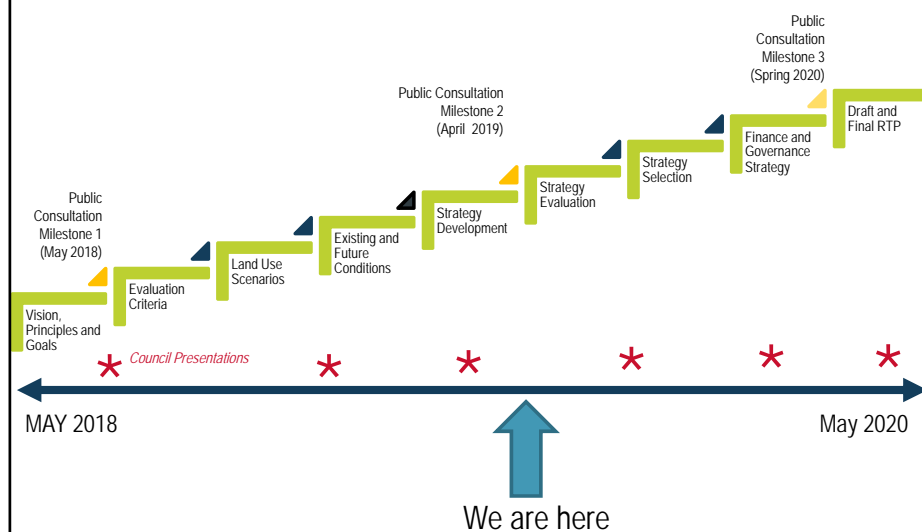 Public
Consultation
Milestone 3
(Spring 2020)
Public Consultation
Milestone 2
(April 2019)
Draft and
Final RTP
Finance and
Governance
Strategy
Strategy
Selection
Strategy
Evaluation
Public
Consultation
Milestone 1
(May 2018)
Strategy
Development
Existing and
Future
Conditions
Land Use
Scenarios
Evaluation
Criteria
Vision,
Principles and
Goals
Council Presentations
MAY 2018
May 2020
We are here